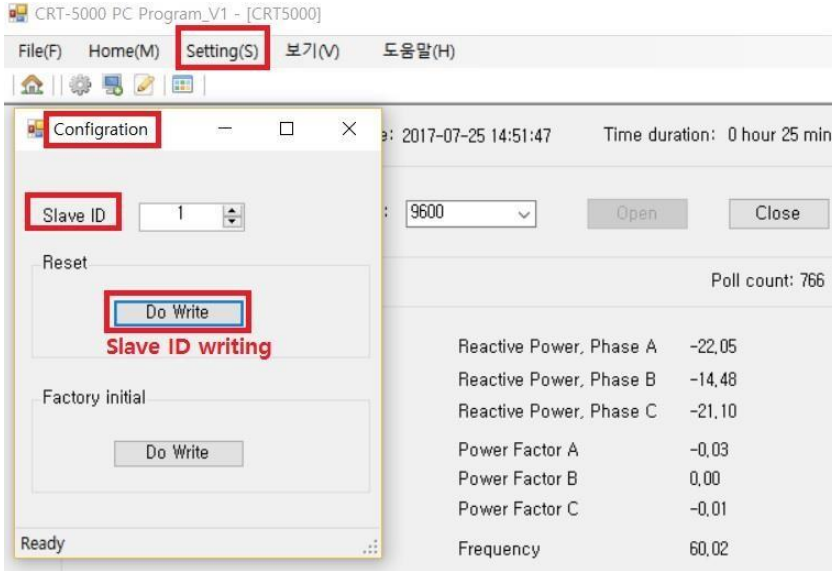 CRT-5000 PC Program_V1 - [CRT5000]
File(F) Home(M) Setting(S) 보기(V) 도움말(H)
Configration
2017-07-25 14:51:47 Time duration: 0 hour 25 min
Slave ID 1
: 9600 Open Close
Reset
Poll count: 766
Do Write
Slave ID writing
Reactive Power, Phase A -22,05
Reactive Power, Phase B -14,48
Factory initial
Reactive Power, Phase C -21,10
Do Write
Power Factor A -0,03
Power Factor B 0,00
Power Factor C -0,01
Ready
Frequency 60,02